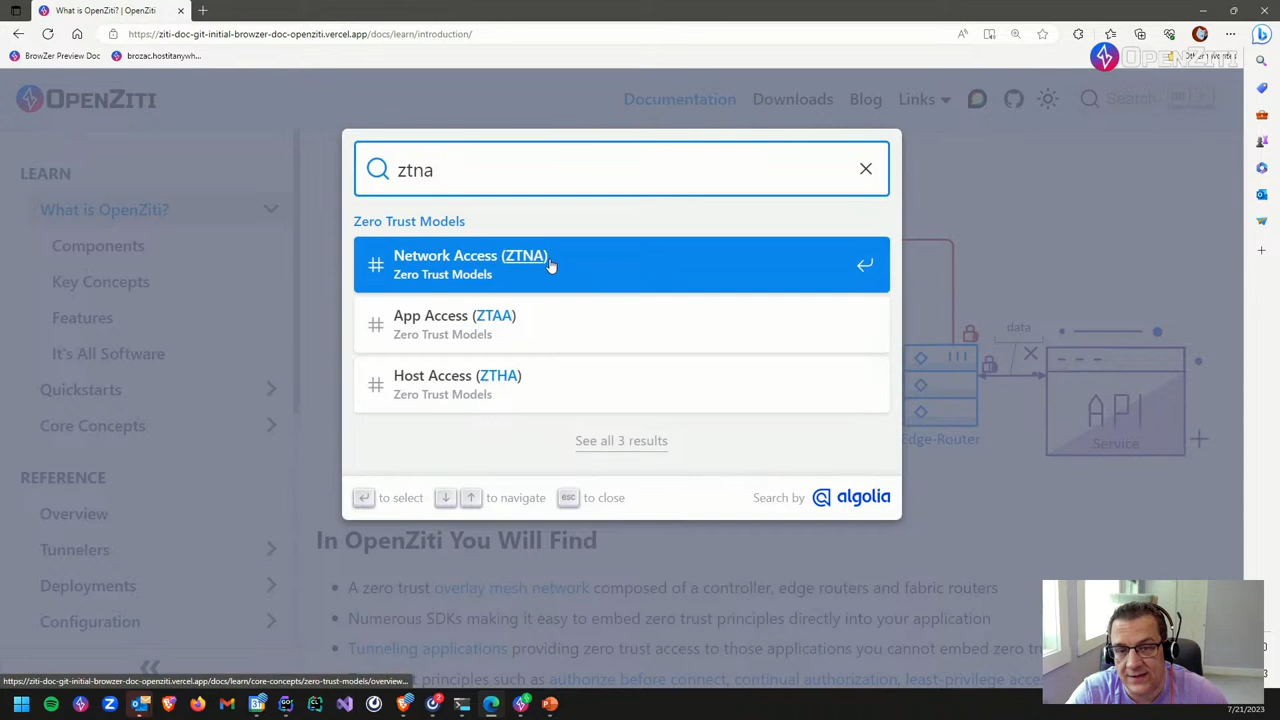 What is OpenZiti? | OpenZiti
https://ziti-doc-git-initial-browzer-doc-openziti.vercel.app/docs/learn/introduction/
BrowZer Preview Doc
brozac.hostitanywh...
OPENZITI
OPENZITI
Documentation
Downloads
Blog
Links
Search
LEARN
What is OpenZiti?
Components
Key Concepts
Features
It's All Software
Quickstarts
Core Concepts
REFERENCE
Overview
Tunnelers
Deployments
Configuration
ztna
Zero Trust Models
Network Access (ZTNA)
Zero Trust Models
App Access (ZTAA)
Zero Trust Models
Host Access (ZTHA)
Zero Trust Models
See all 3 results
to select
to navigate
esc
to close
Search by
algolia
data
API
Edge-Router
Service
In OpenZiti You Will Find
A zero trust overlay mesh network composed of a controller, edge routers and fabric routers
Numerous SDKs making it easy to embed zero trust principles directly into your application
Tunneling applications providing zero trust access to those applications you cannot embed zero
principles such as authorize before connect, continual authorization, least-privilege
https://ziti-doc-git-initial-browzer-doc-openziti.vercel.app/docs/learn/core-concepts/zero-trust-models/overview...
7/21/2023